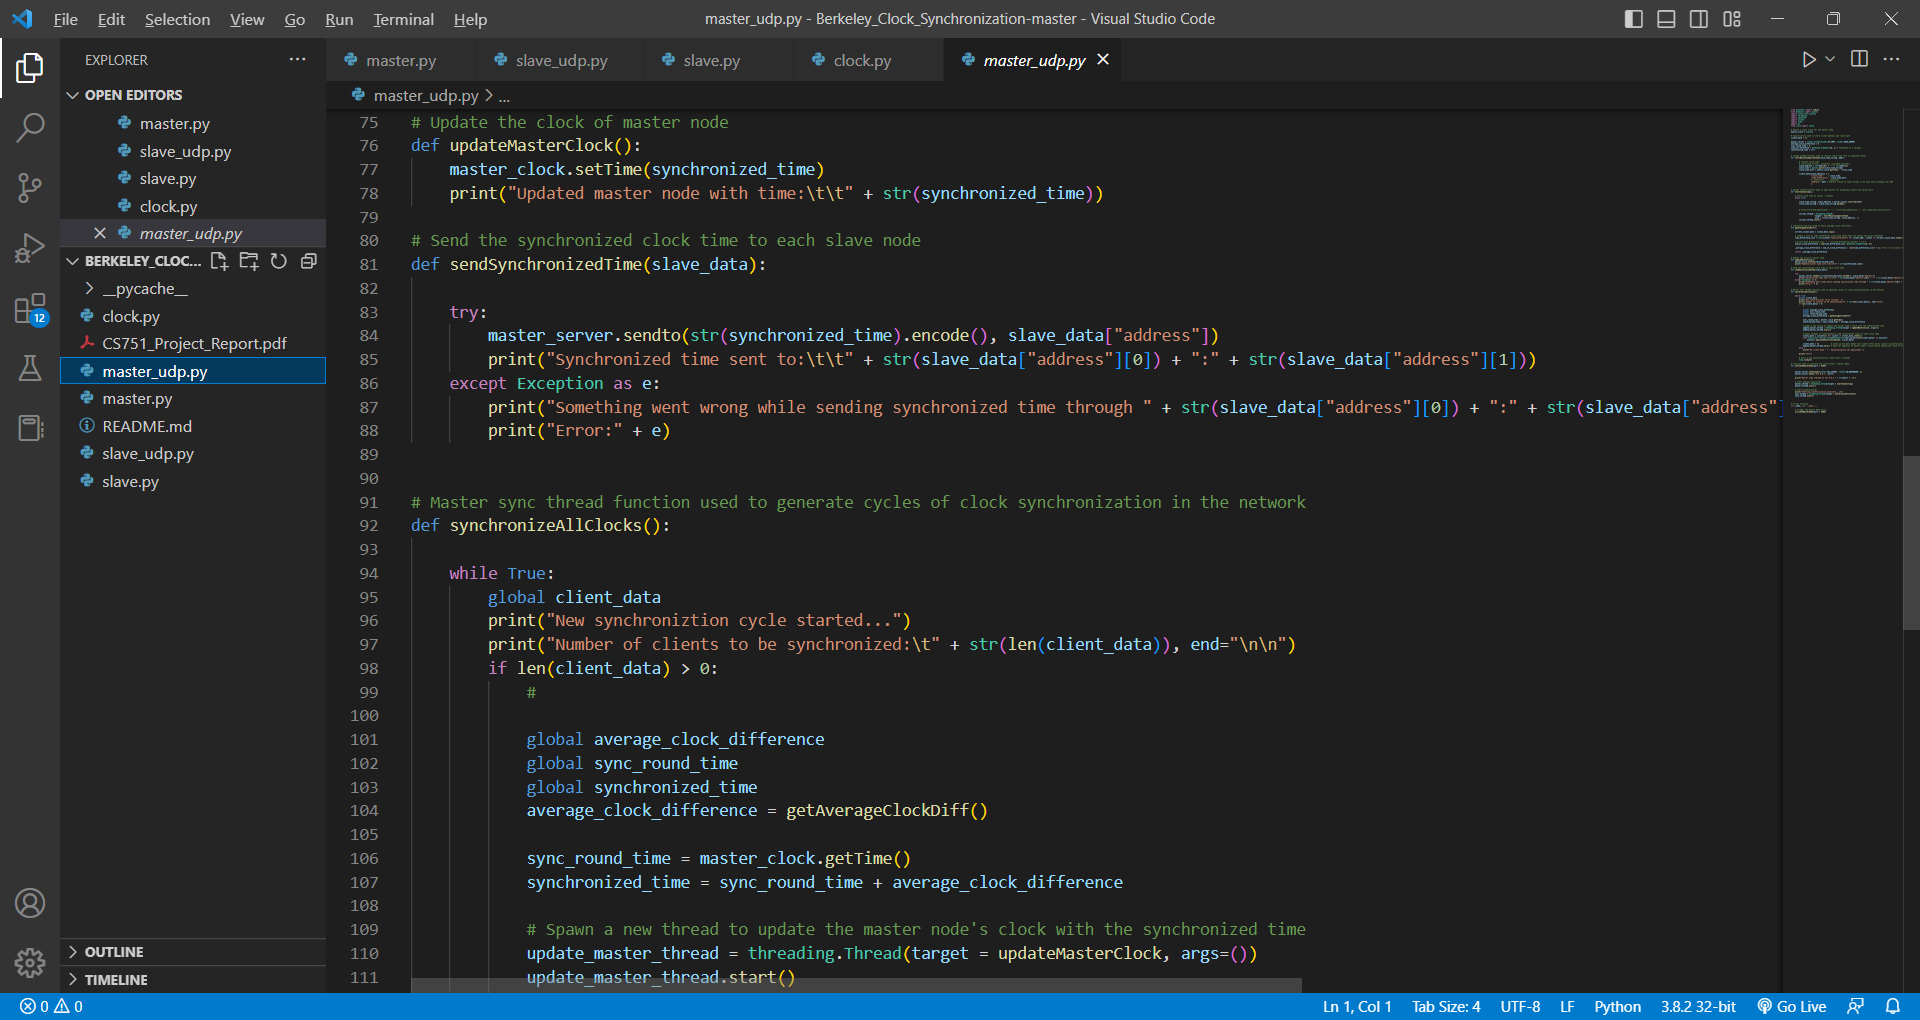 File Edit Selection View Go Run Terminal Help
master_udp.py - Berkeley_Clock_Synchronization-master - Visual Studio Code
EXPLORER
OPEN EDITORS
master.py
slave_udp.py
slave.py
clock.py
master_udp.py
BERKELEY_CLOC...
__pycache__
clock.py
CS751_Project_Report.pdf
master_udp.py
master.py
README.md
slave_udp.py
slave.py
OUTLINE
TIMELINE
12
master.py slave_udp.py slave.py clock.py master_udp.py
master_udp.py > ...
75 # Update the clock of master node
76 def updateMasterClock():
77 master_clock.setTime(synchronized_time)
78 print("Updated master node with time:\t\t" + str(synchronized_time))
79
80 # Send the synchronized clock time to each slave node
81 def sendSynchronizedTime(slave_data):
82
83 try:
84 master_server.sendto(str(synchronized_time).encode(), slave_data["address"])
85 print("Synchronized time sent to:\t\t" + str(slave_data["address"][0]) + ":" + str(slave_data["address"][1]))
86 except Exception as e:
87 print("Something went wrong while sending synchronized time through " + str(slave_data["address"][0]) + ":" + str(slave_data["address"]
88 print("Error:" + e)
89
90
91 # Master sync thread function used to generate cycles of clock synchronization in the network
92 def synchronizeAllClocks():
93
94 while True:
95 global client_data
96 print("New synchroniztion cycle started...")
97 print("Number of clients to be synchronized:\t" + str(len(client_data)), end="\n\n")
98 if len(client_data) > 0:
99 #
100
101 global average_clock_difference
102 global sync_round_time
103 global synchronized_time
104 average_clock_difference = getAverageClockDiff()
105
106 sync_round_time = master_clock.getTime()
107 synchronized_time = sync_round_time + average_clock_difference
108
109 # Spawn a new thread to update the master node's clock with the synchronized time
110 update_master_thread = threading.Thread(target = updateMasterClock, args=())
111 update_master_thread.start()
0 0
Ln 1, Col 1 Tab Size: 4 UTF-8 LF Python 3.8.2 32-bit Go Live